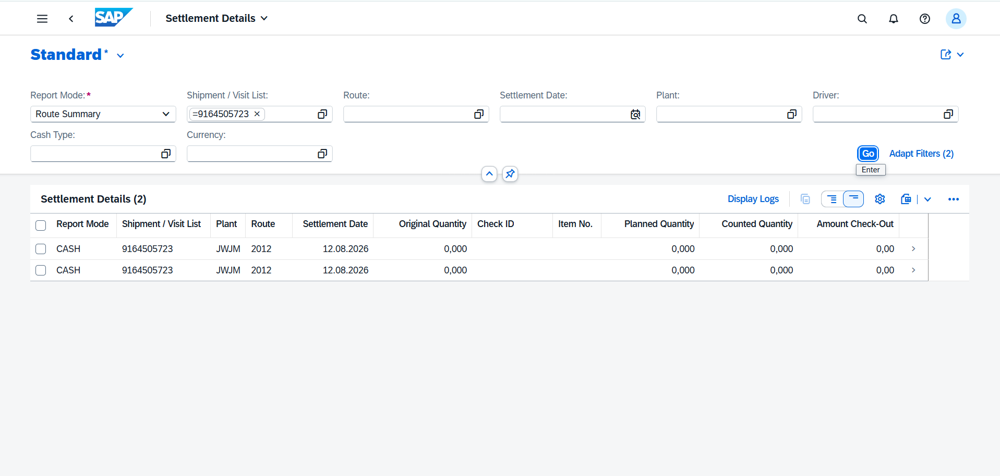 SAP Settlement Details
Standard *
Report Mode:* Shipment / Visit List: Route: Settlement Date: Plant: Driver:
Route Summary =9164505723
Cash Type: Currency:
Go Adapt Filters (2)
Enter
Settlement Details (2) Display Logs
Report Mode Shipment / Visit List Plant Route Settlement Date Original Quantity Check ID Item No. Planned Quantity Counted Quantity Amount Check-Out
CASH 9164505723 JWJM 2012 12.08.2026 0,000 0,000 0,000 0,00
CASH 9164505723 JWJM 2012 12.08.2026 0,000 0,000 0,000 0,00